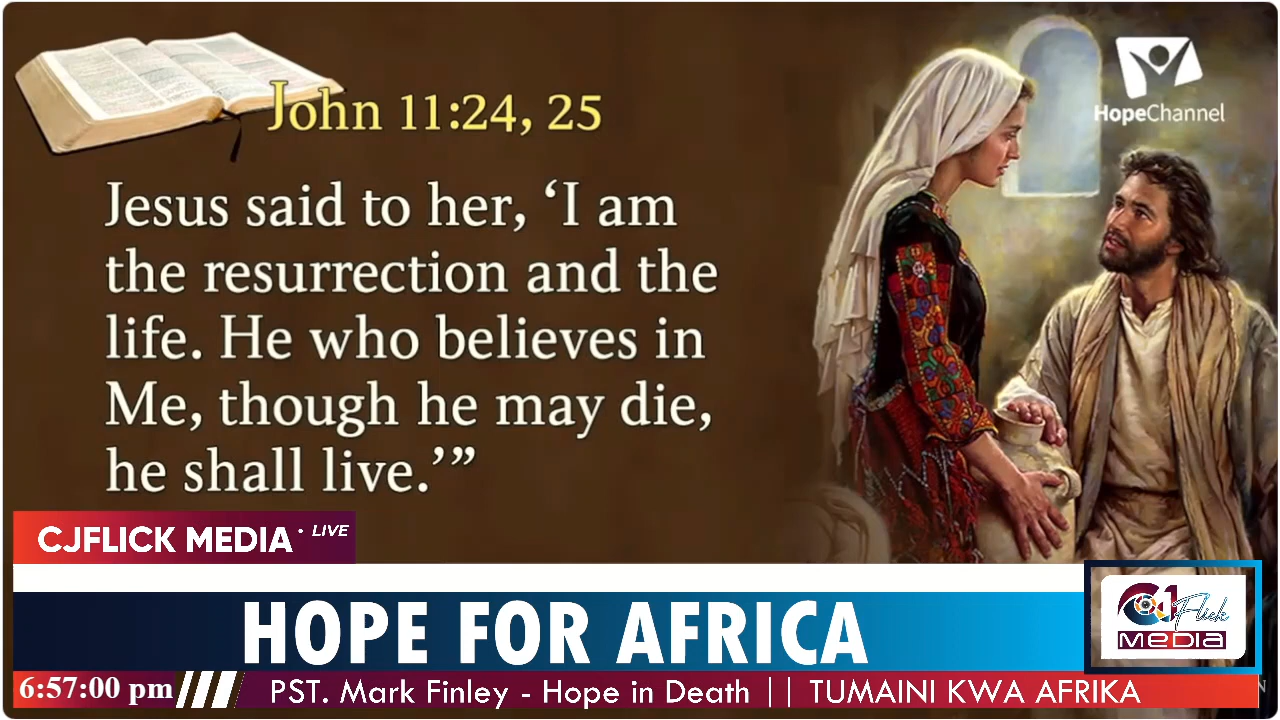 John 11:24, 25
HopeChannel
Jesus said to her, ‘I am
the resurrection and the
life. He who believes in
Me, though he may die,
he shall live.’”
CJFLICK MEDIA • LIVE
HOPE FOR AFRICA
Flick
MEDIA
6:57:00 pm
PST. Mark Finley - Hope in Death || TUMAINI KWA AFRIKA